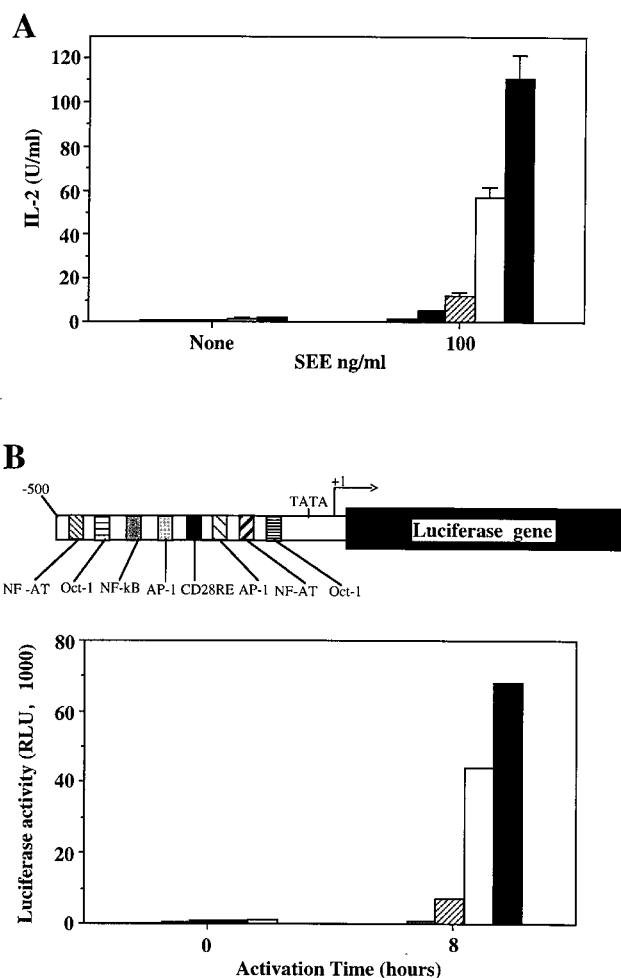 A
IL-2 (U/ml)
120
100
80
60
40
20
0
None
100
SEE ng/ml
B
-500
TATA
+1
Luciferase gene
NF -AT Oct-1 NF-kB AP-1 CD28RE AP-1 NF-AT Oct-1
Luciferase activity (RLU, 1000)
80
60
40
20
0
0
8
Activation Time (hours)